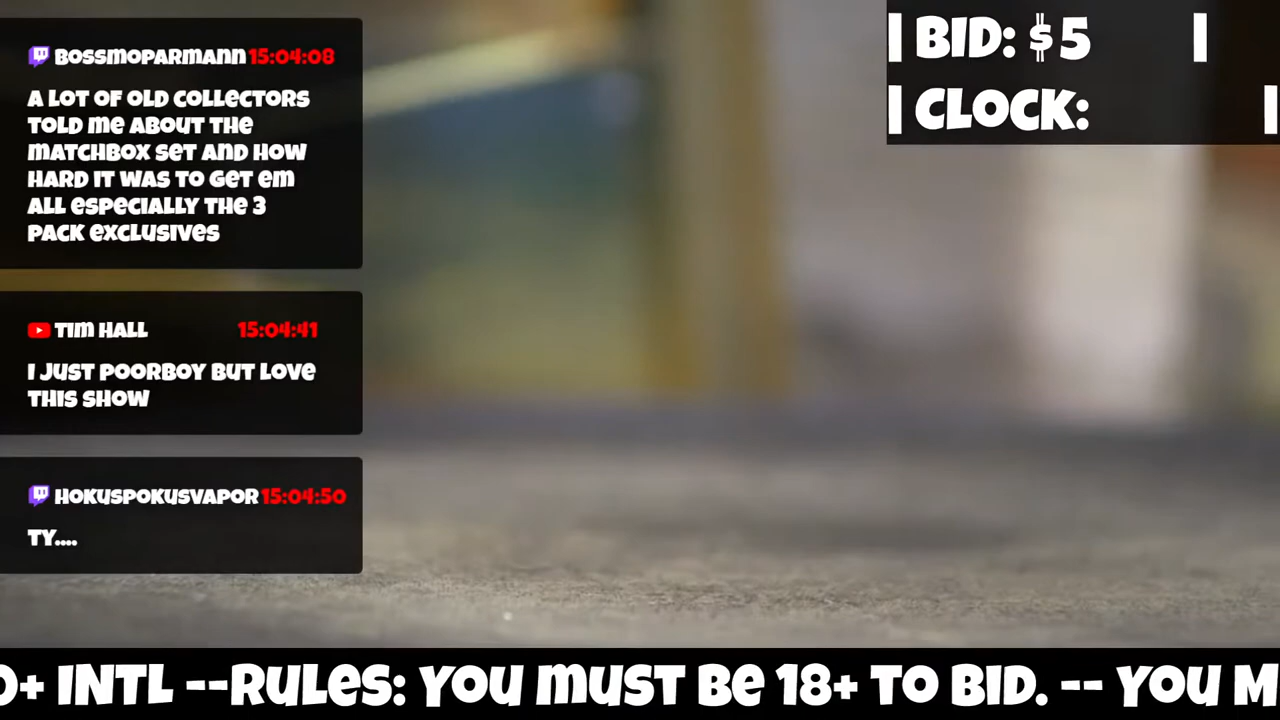 BOSSMOPARMANN 15:04:08
A LOT OF OLD COLLECTORS
TOLD ME ABOUT THE
MATCHBOX SET AND HOW
HARD IT WAS TO GET EM
ALL ESPECIALLY THE 3
PACK EXCLUSIVES
TIM HALL 15:04:41
I JUST POORBOY BUT LOVE
THIS SHOW
HOKUSPOKUSVAPOR 15:04:50
TY....
| BID: $5 |
| CLOCK: |
0+ INTL --RULES: YOU MUST BE 18+ TO BID. -- YOU M